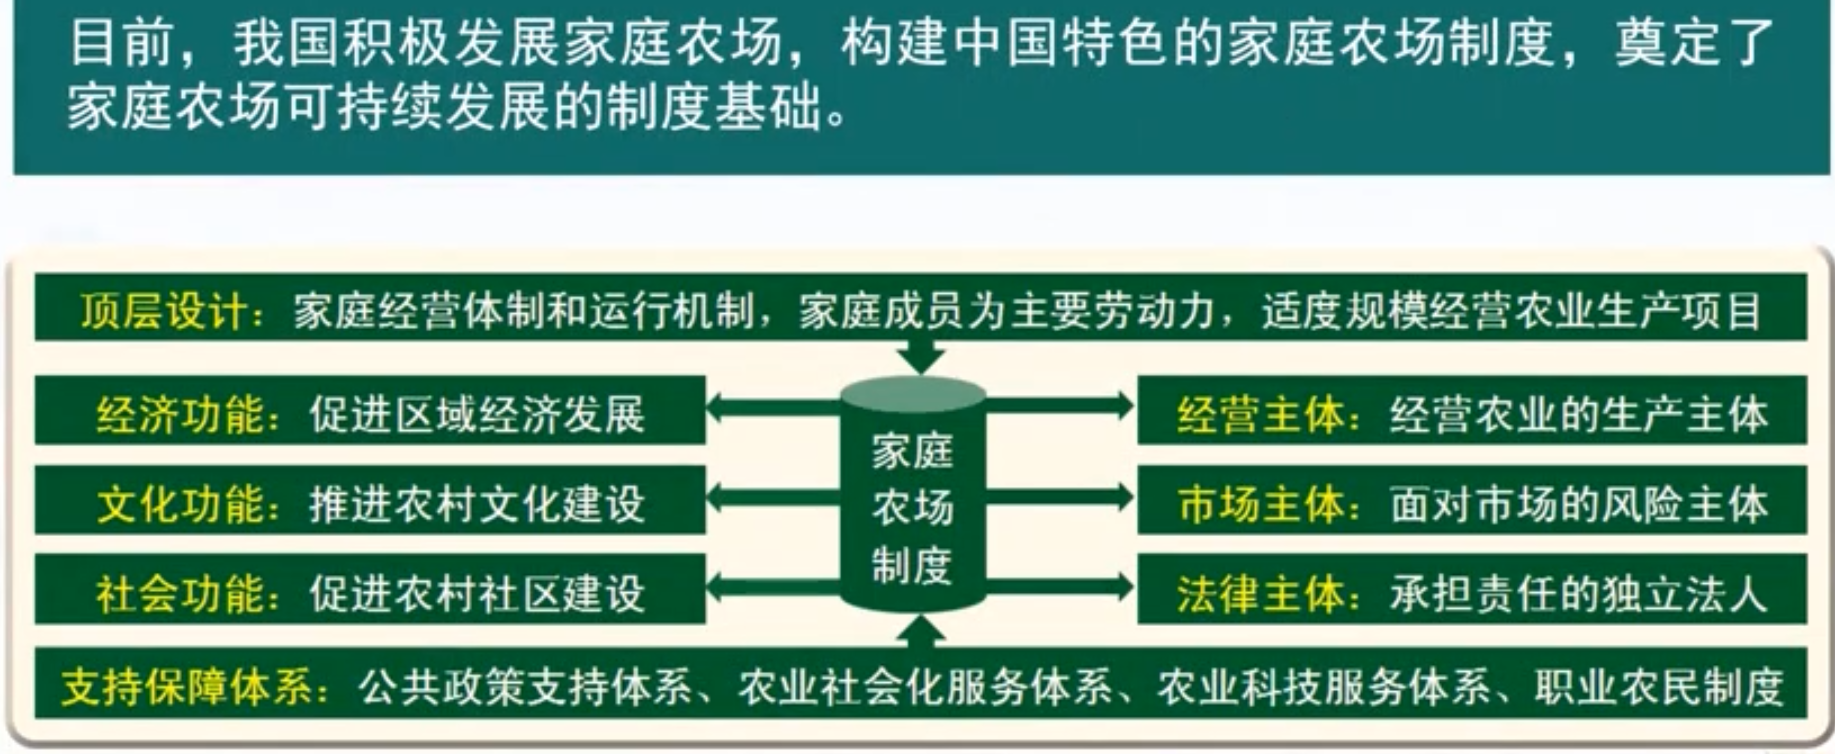 目前，我国积极发展家庭农场，构建中国特色的家庭农场制度，奠定了
家庭农场可持续发展的制度基础。
顶层设计：家庭经营体制和运行机制，家庭成员为主要劳动力，适度规模经营农业生产项目
经济功能：促进区域经济发展
文化功能：推进农村文化建设
社会功能：促进农村社区建设
家庭
农场
制度
经营主体：经营农业的生产主体
市场主体：面对市场的风险主体
法律主体：承担责任的独立法人
支持保障体系：公共政策支持体系、农业社会化服务体系、农业科技服务体系、职业农民制度